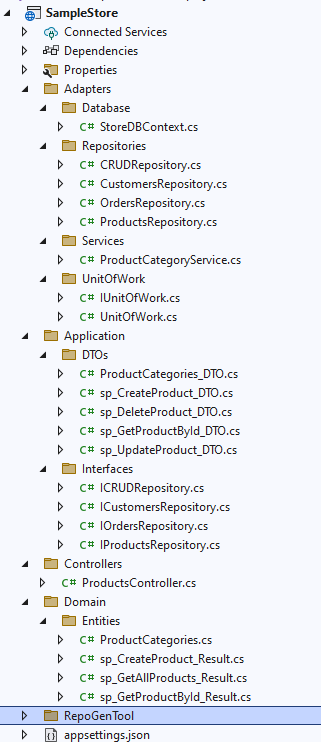 SampleStore
Connected Services
Dependencies
Properties
Adapters
Database
C# StoreDBContext.cs
Repositories
C# CRUDRepository.cs
C# CustomersRepository.cs
C# OrdersRepository.cs
C# ProductsRepository.cs
Services
C# ProductCategoryService.cs
UnitOfWork
C# IUnitOfWork.cs
C# UnitOfWork.cs
Application
DTOs
C# ProductCategories_DTO.cs
C# sp_CreateProduct_DTO.cs
C# sp_DeleteProduct_DTO.cs
C# sp_GetProductById_DTO.cs
C# sp_UpdateProduct_DTO.cs
Interfaces
C# ICRUDRepository.cs
C# ICustomersRepository.cs
C# IOrdersRepository.cs
C# IProductsRepository.cs
Controllers
C# ProductsController.cs
Domain
Entities
C# ProductCategories.cs
C# sp_CreateProduct_Result.cs
C# sp_GetAllProducts_Result.cs
C# sp_GetProductById_Result.cs
RepoGenTool
appsettings.json